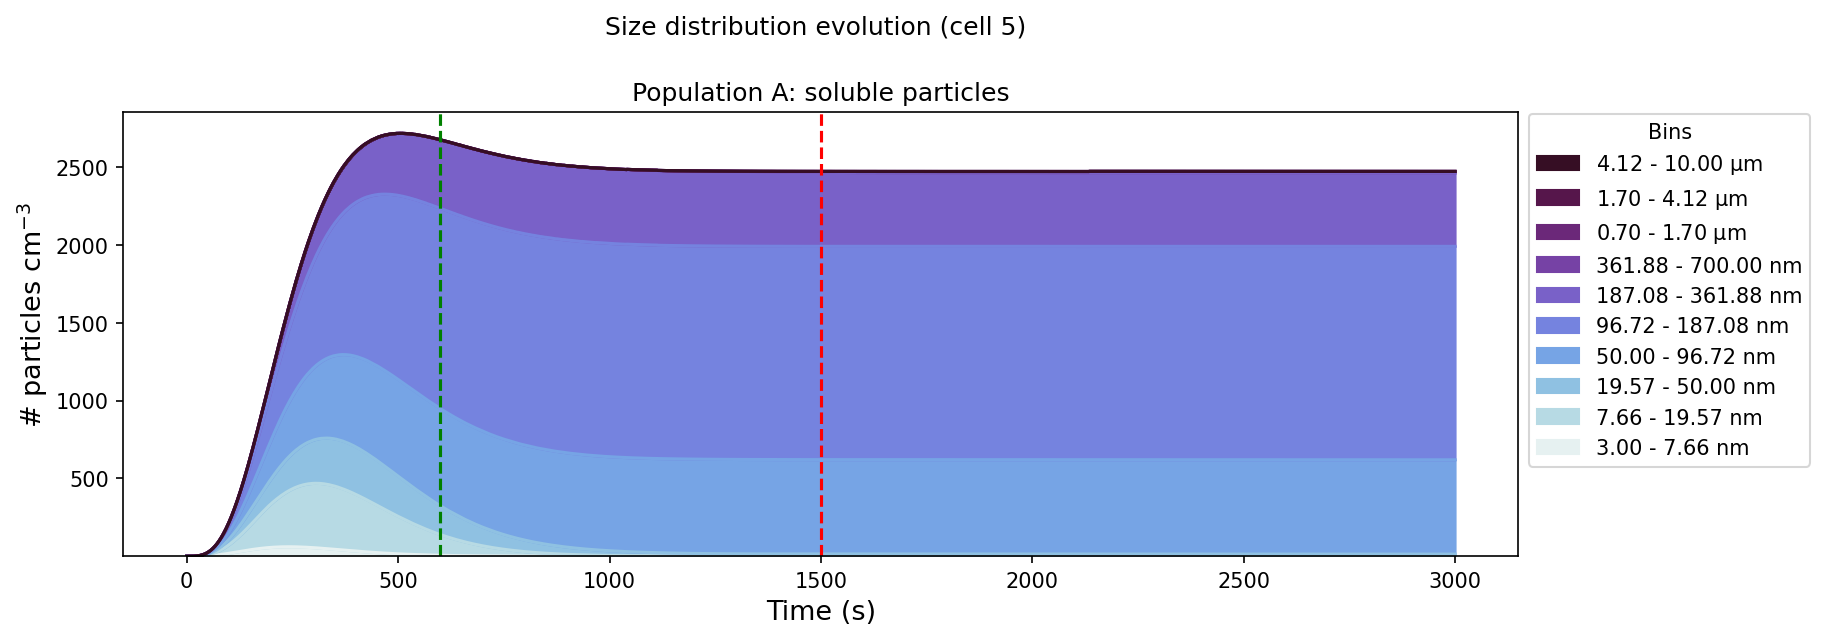 Size distribution evolution (cell 5)
Population A: soluble particles
# particles cm⁻³
2500
2000
1500
1000
500
0
500
1000
1500
2000
2500
3000
Time (s)
Bins
4.12 - 10.00 µm
1.70 - 4.12 µm
0.70 - 1.70 µm
361.88 - 700.00 nm
187.08 - 361.88 nm
96.72 - 187.08 nm
50.00 - 96.72 nm
19.57 - 50.00 nm
7.66 - 19.57 nm
3.00 - 7.66 nm